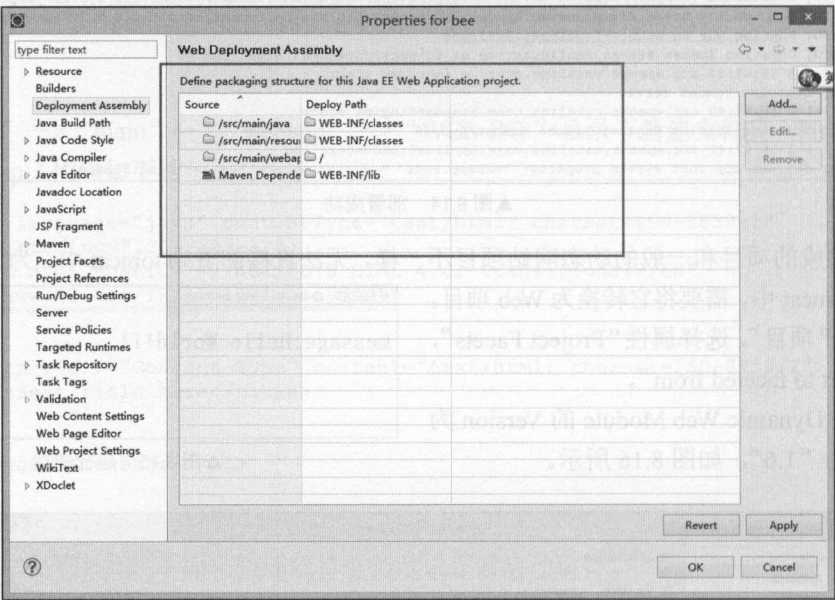 Properties for bee
type filter text
Resource
Builders
Deployment Assembly
Java Build Path
Java Code Style
Java Compiler
Java Editor
Javadoc Location
JavaScript
JSP Fragment
Maven
Project Facets
Project References
Run/Debug Settings
Server
Service Policies
Targeted Runtimes
Task Repository
Task Tags
Validation
Web Content Settings
Web Page Editor
Web Project Settings
WikiText
XDoclet
Web Deployment Assembly
Define packaging structure for this Java EE Web Application project.
Source Deploy Path
/src/main/java WEB-INF/classes
/src/main/resou WEB-INF/classes
/src/main/webap /
Maven Depende WEB-INF/lib
Add...
Edit...
Remove
英
Revert Apply
OK Cancel